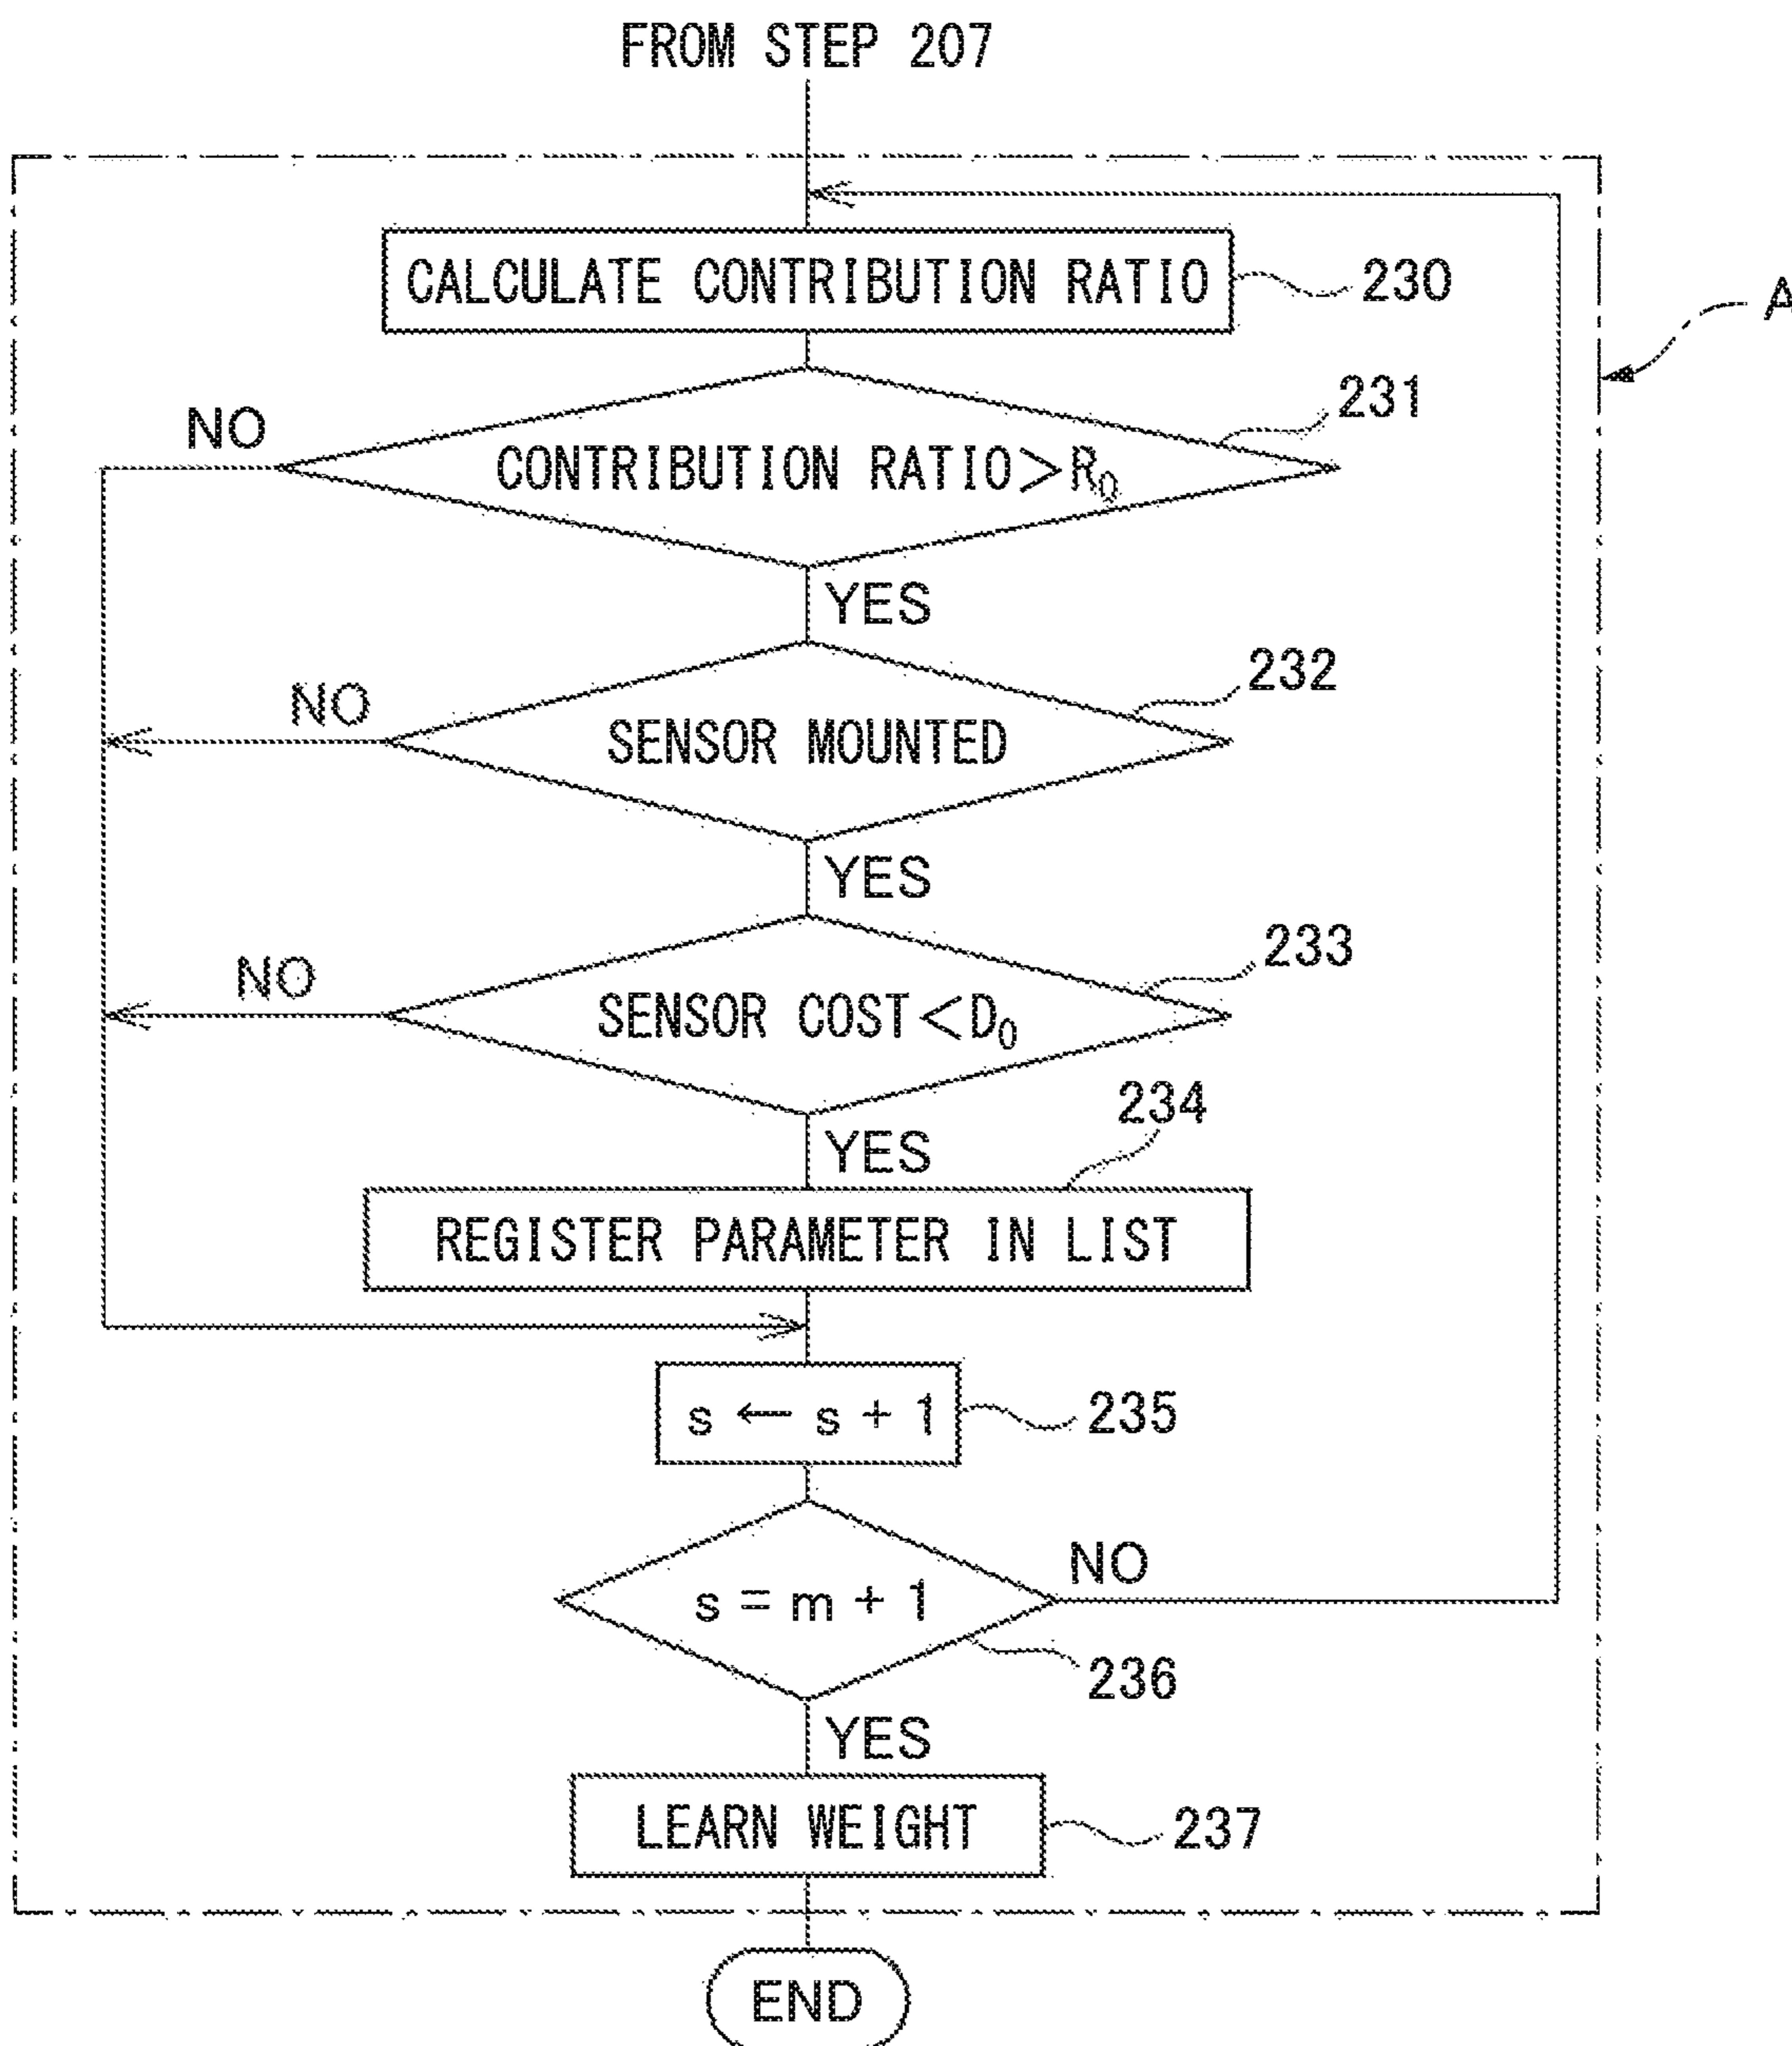 FROM STEP 207
CALCULATE CONTRIBUTION RATIO
230
A
231
NO
CONTRIBUTION RATIO>R₀
YES
232
NO
SENSOR MOUNTED
YES
233
NO
SENSOR COST<D₀
234
YES
REGISTER PARAMETER IN LIST
s ← s + 1
235
NO
s = m + 1
236
YES
LEARN WEIGHT
237
END